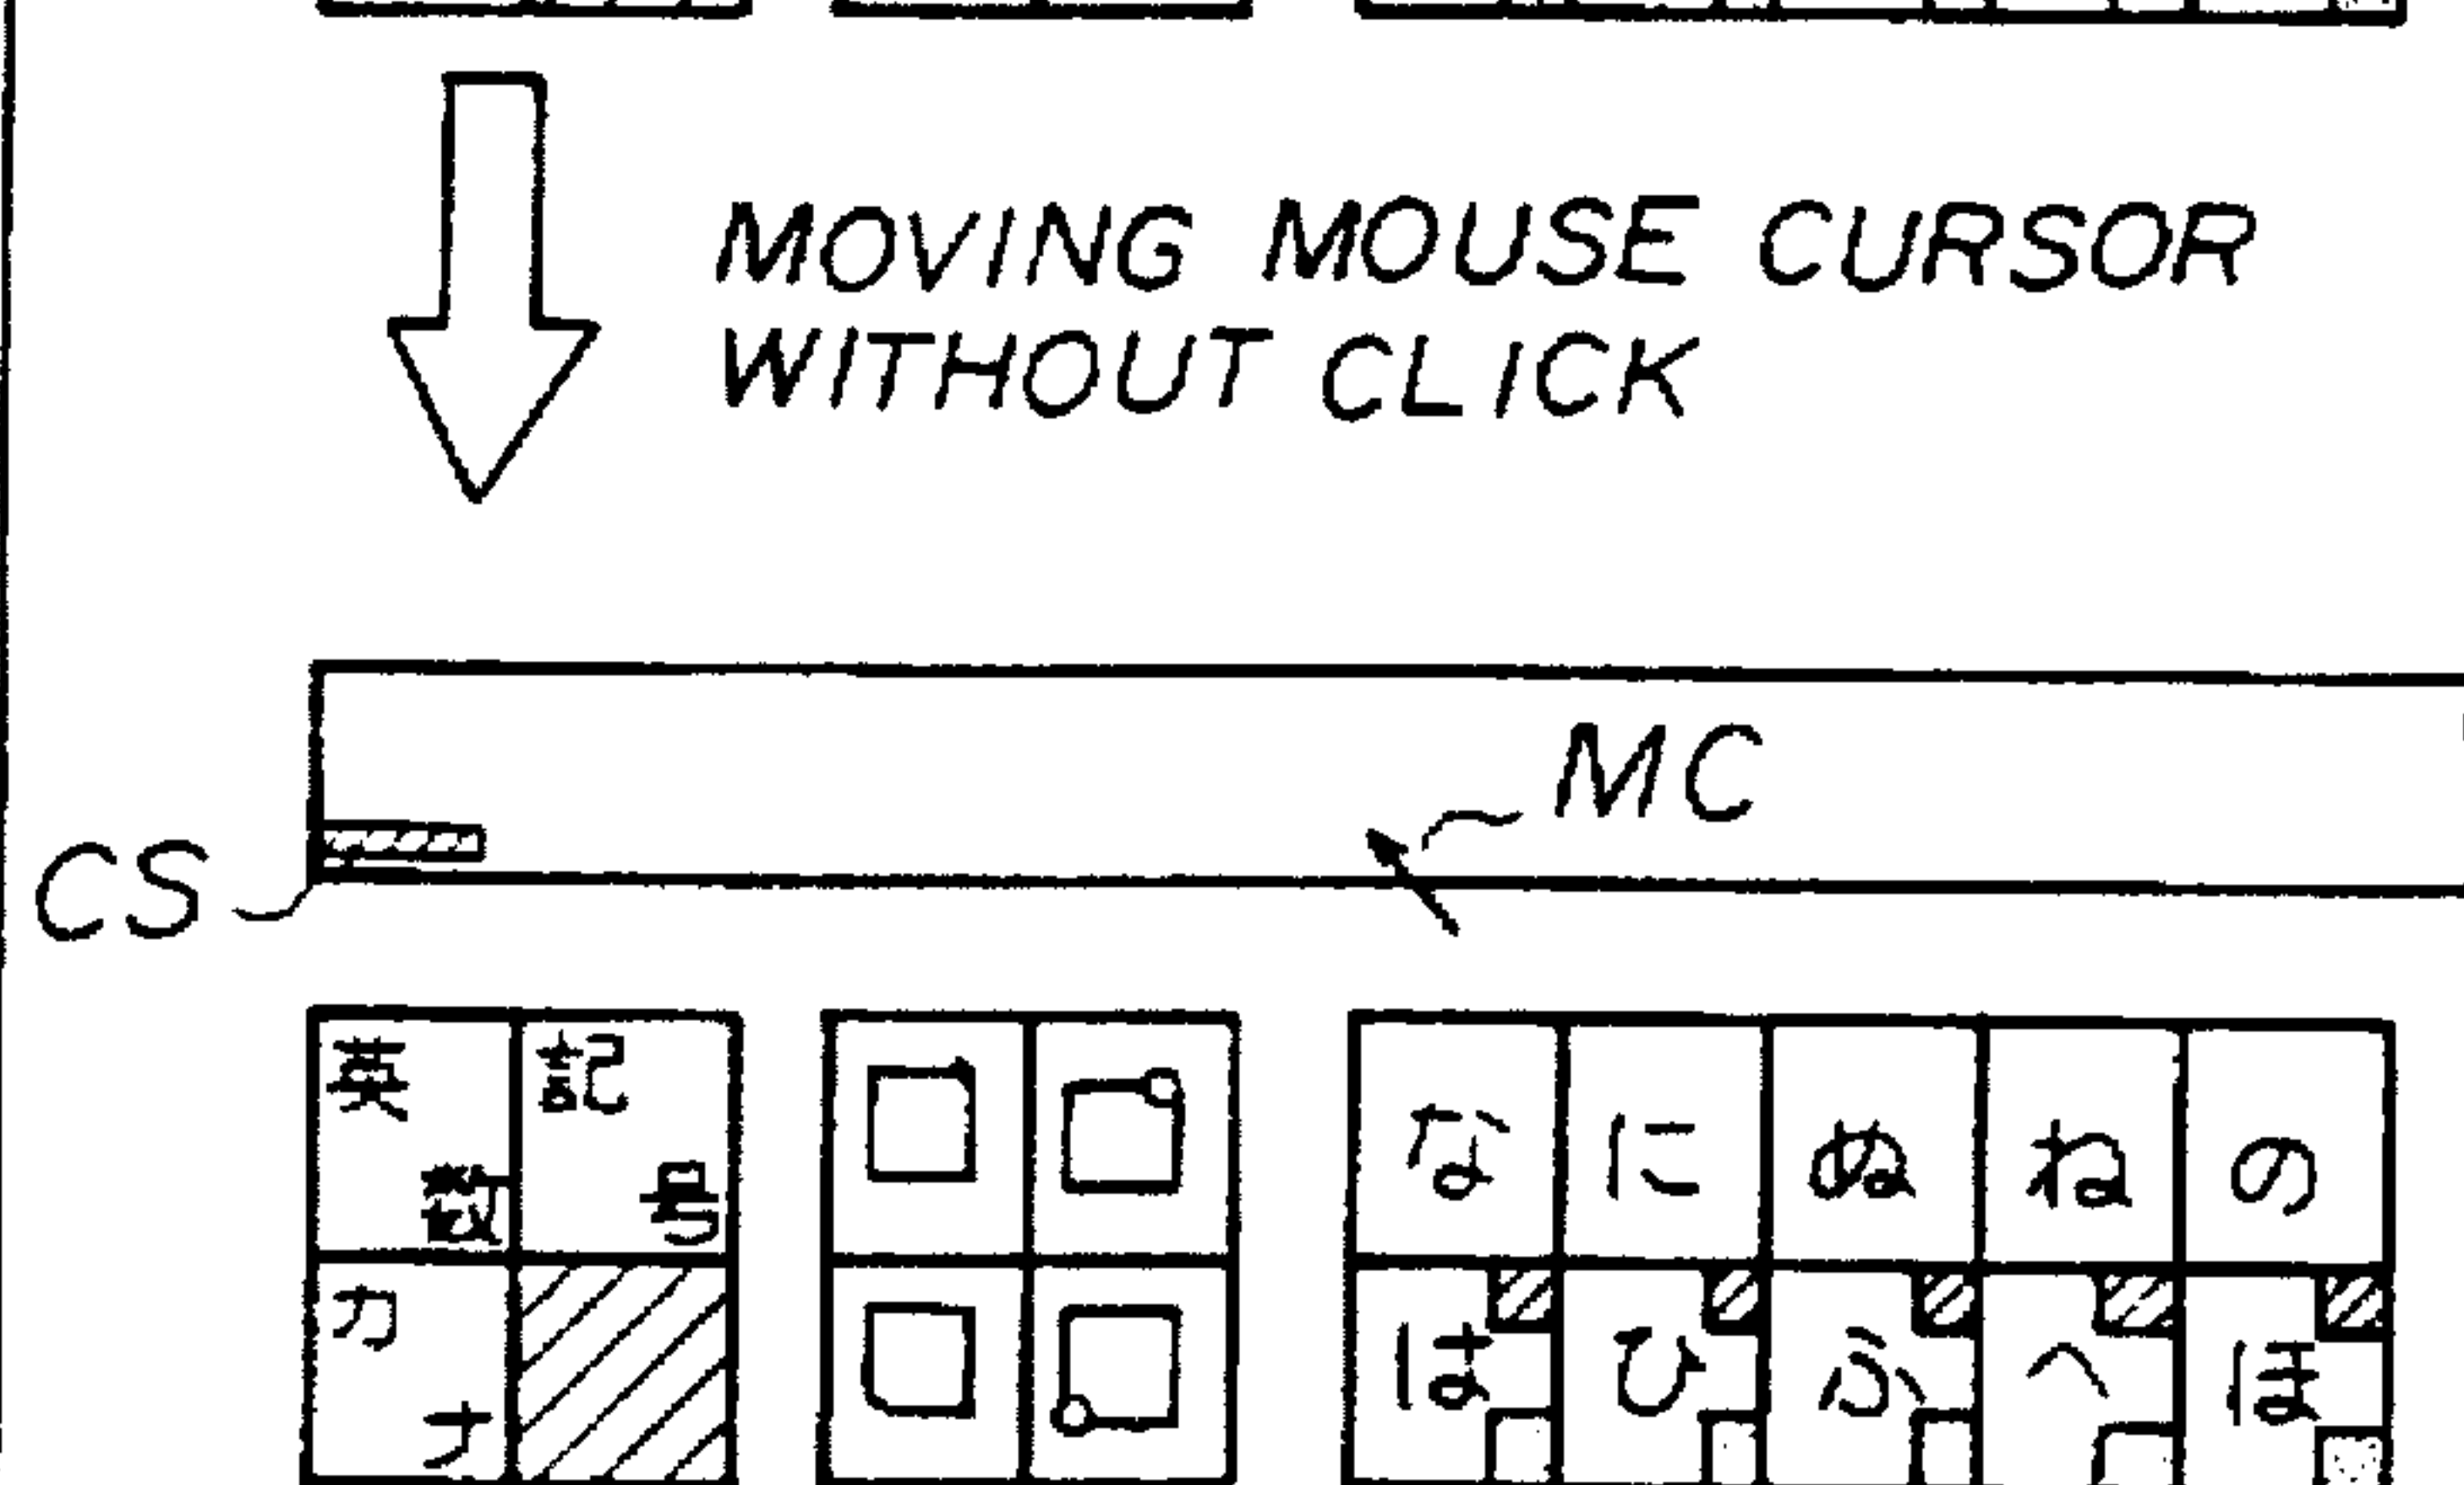 MOVING MOUSE CURSOR
WITHOUT CLICK
MC
CS
英数 記号
カナ
な に ぬ ね の
は ひ ふ へ ほ